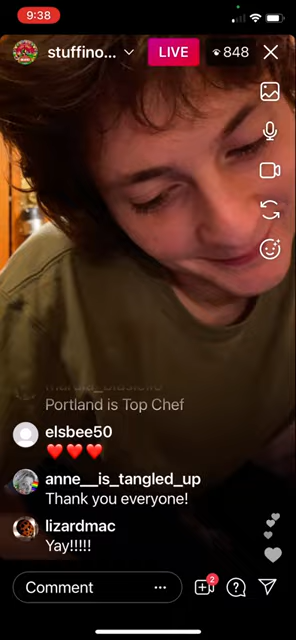 9:38
stuffino...
LIVE
848
Portland is Top Chef
elsbee50
anne__is_tangled_up
Thank you everyone!
lizardmac
Yay!!!!!
Comment
2